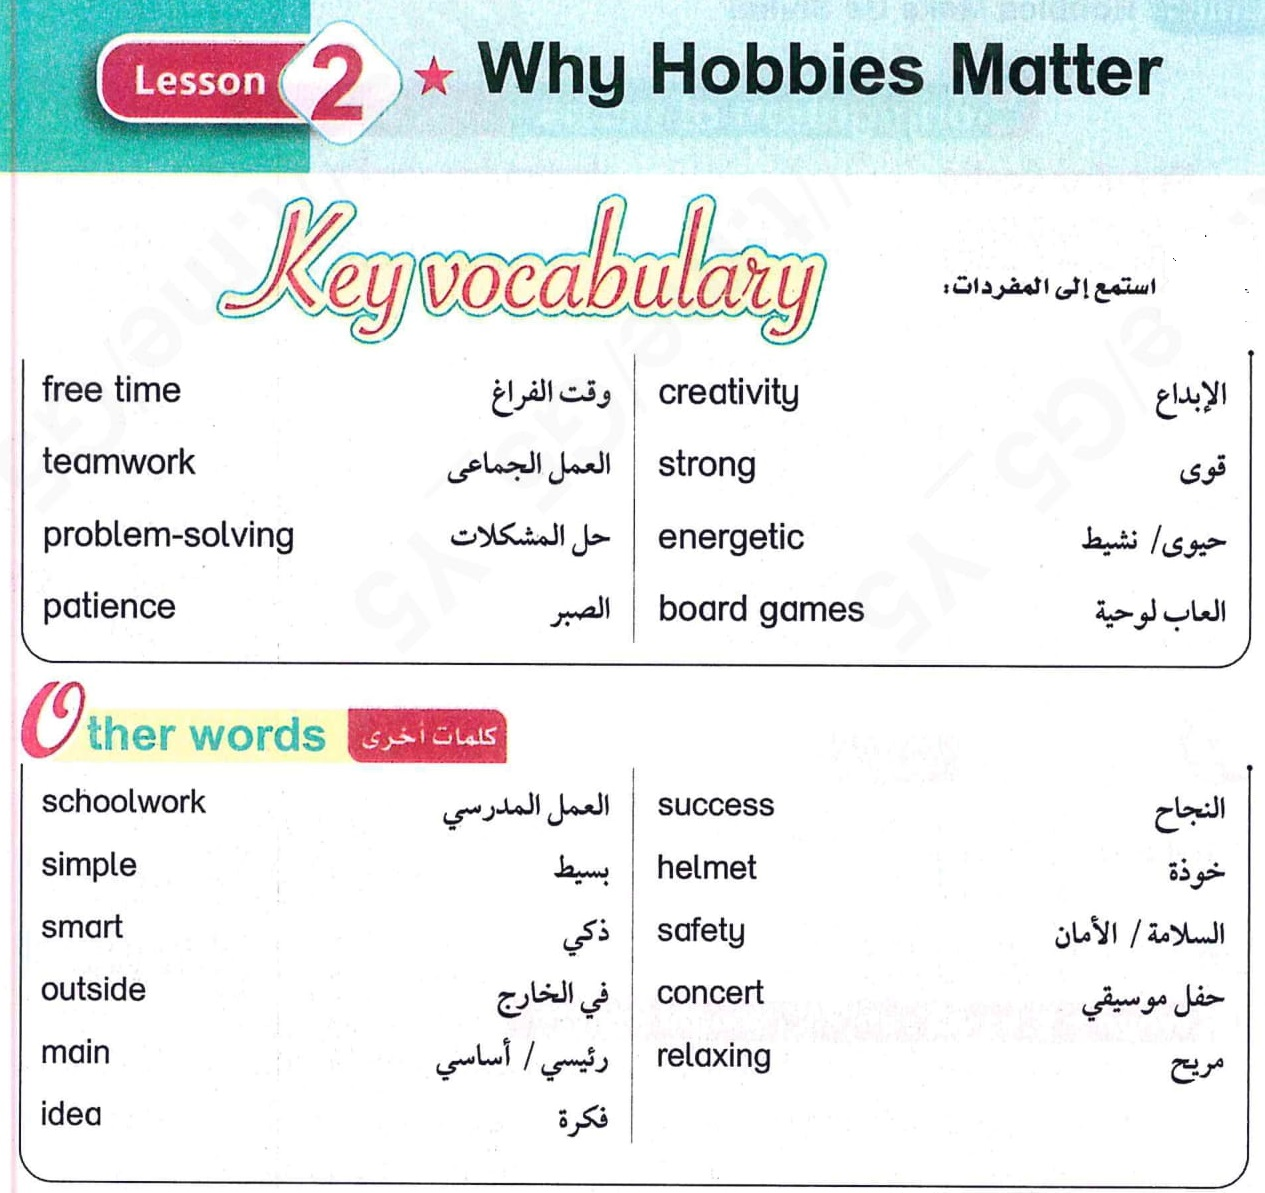 Lesson 2 ★ Why Hobbies Matter
Key vocabulary
استمع إلى المفردات:
free time وقت الفراغ
teamwork العمل الجماعى
problem-solving حل المشكلات
patience الصبر
creativity الإبداع
strong قوى
energetic حيوى/ نشيط
board games العاب لوحية
Other words كلمات أخرى
schoolwork العمل المدرسي
simple بسيط
smart ذكي
outside في الخارج
main رئيسي / أساسي
idea فكرة
success النجاح
helmet خوذة
safety السلامة / الأمان
concert حفل موسيقي
relaxing مريح